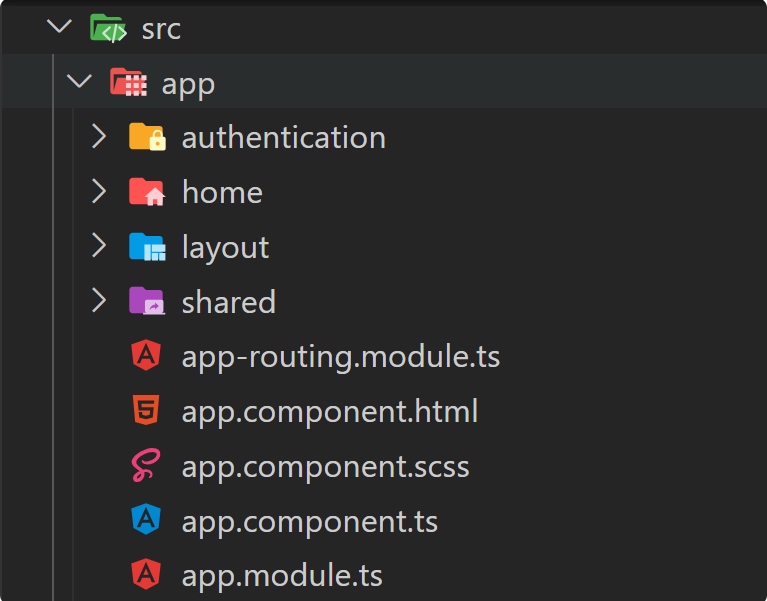 src
app
authentication
home
layout
shared
app-routing.module.ts
app.component.html
app.component.scss
app.component.ts
app.module.ts